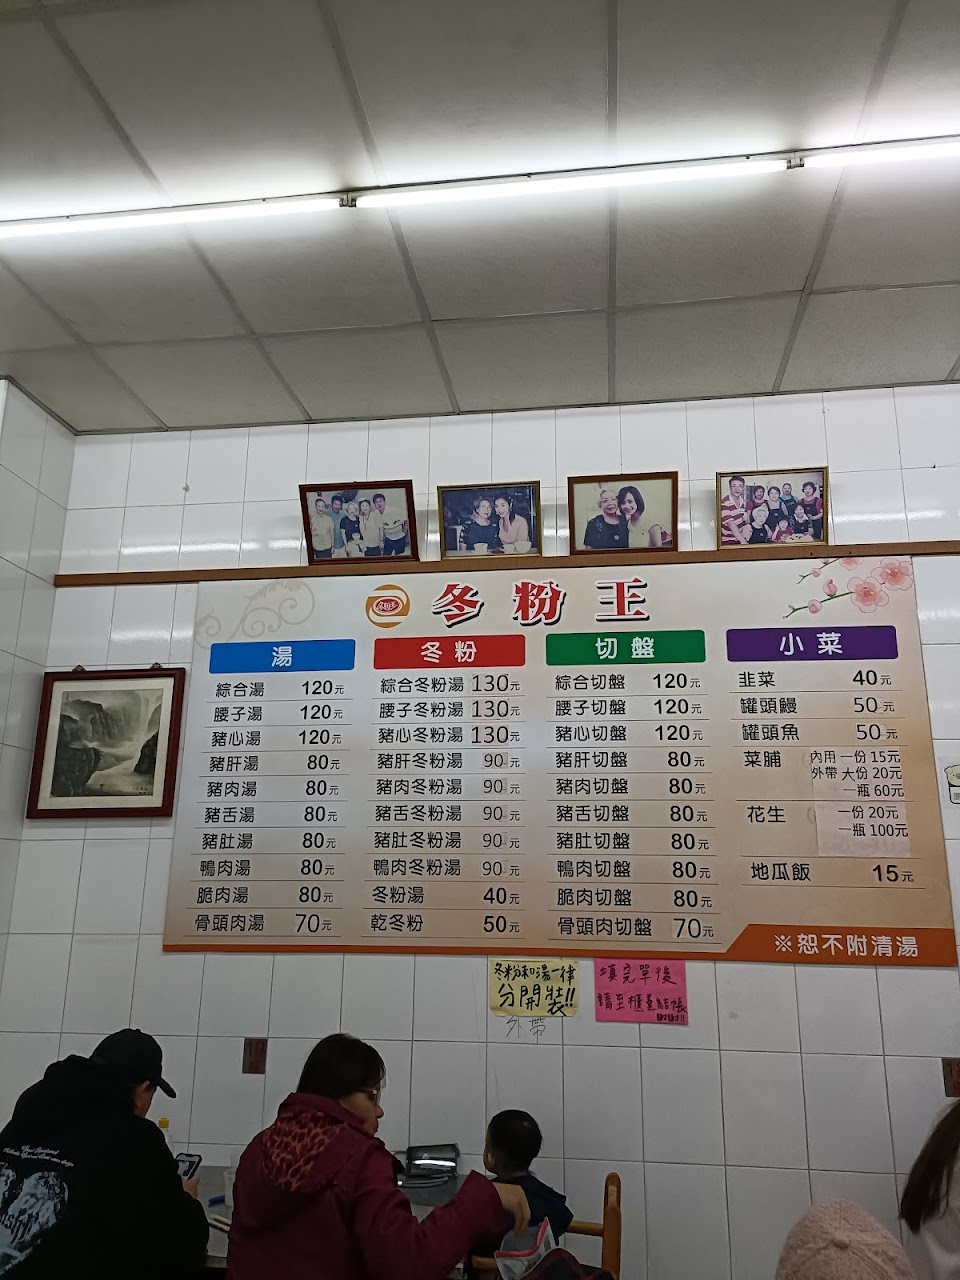 冬粉王
湯
綜合湯 120元
腰子湯 120元
豬心湯 120元
豬肝湯 80元
豬肉湯 80元
豬舌湯 80元
豬肚湯 80元
鴨肉湯 80元
脆肉湯 80元
骨頭肉湯 70元
冬粉
綜合冬粉湯 130元
腰子冬粉湯 130元
豬心冬粉湯 130元
豬肝冬粉湯 90元
豬肉冬粉湯 90元
豬舌冬粉湯 90元
豬肚冬粉湯 90元
鴨肉冬粉湯 90元
冬粉湯 40元
乾冬粉 50元
切盤
綜合切盤 120元
腰子切盤 120元
豬心切盤 120元
豬肝切盤 80元
豬肉切盤 80元
豬舌切盤 80元
豬肚切盤 80元
鴨肉切盤 80元
脆肉切盤 80元
骨頭肉切盤 70元
小菜
韭菜 40元
罐頭鰻 50元
罐頭魚 50元
菜脯 內用 一份 15元
外帶 大份 20元
一瓶 60元
花生 一份 20元
一瓶 100元
地瓜飯 15元
※恕不附清湯
冬粉和湯一律
分開裝!!
外帶
填完單後
請至櫃臺結帳
謝謝!!